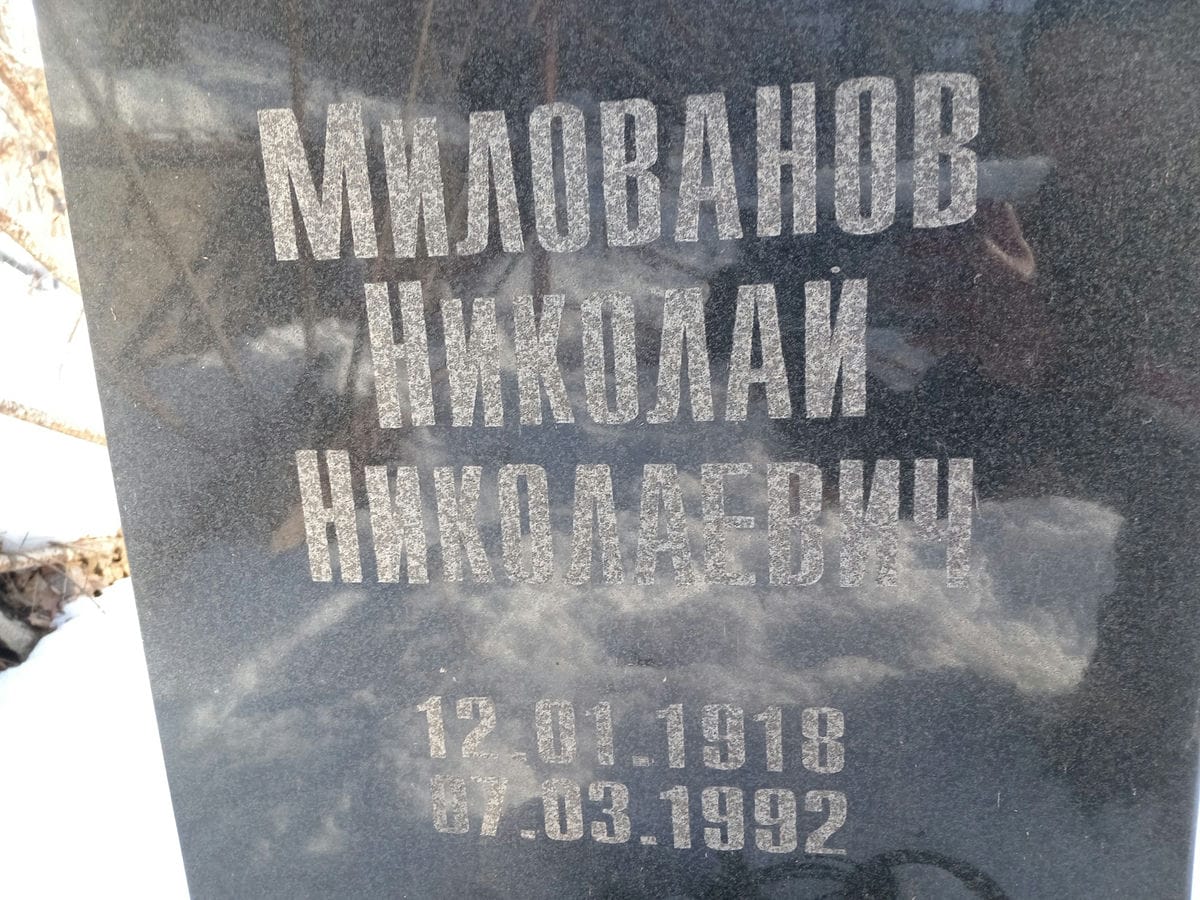 Милованов
Николай
Николаевич
12.01.1918
07.03.1992